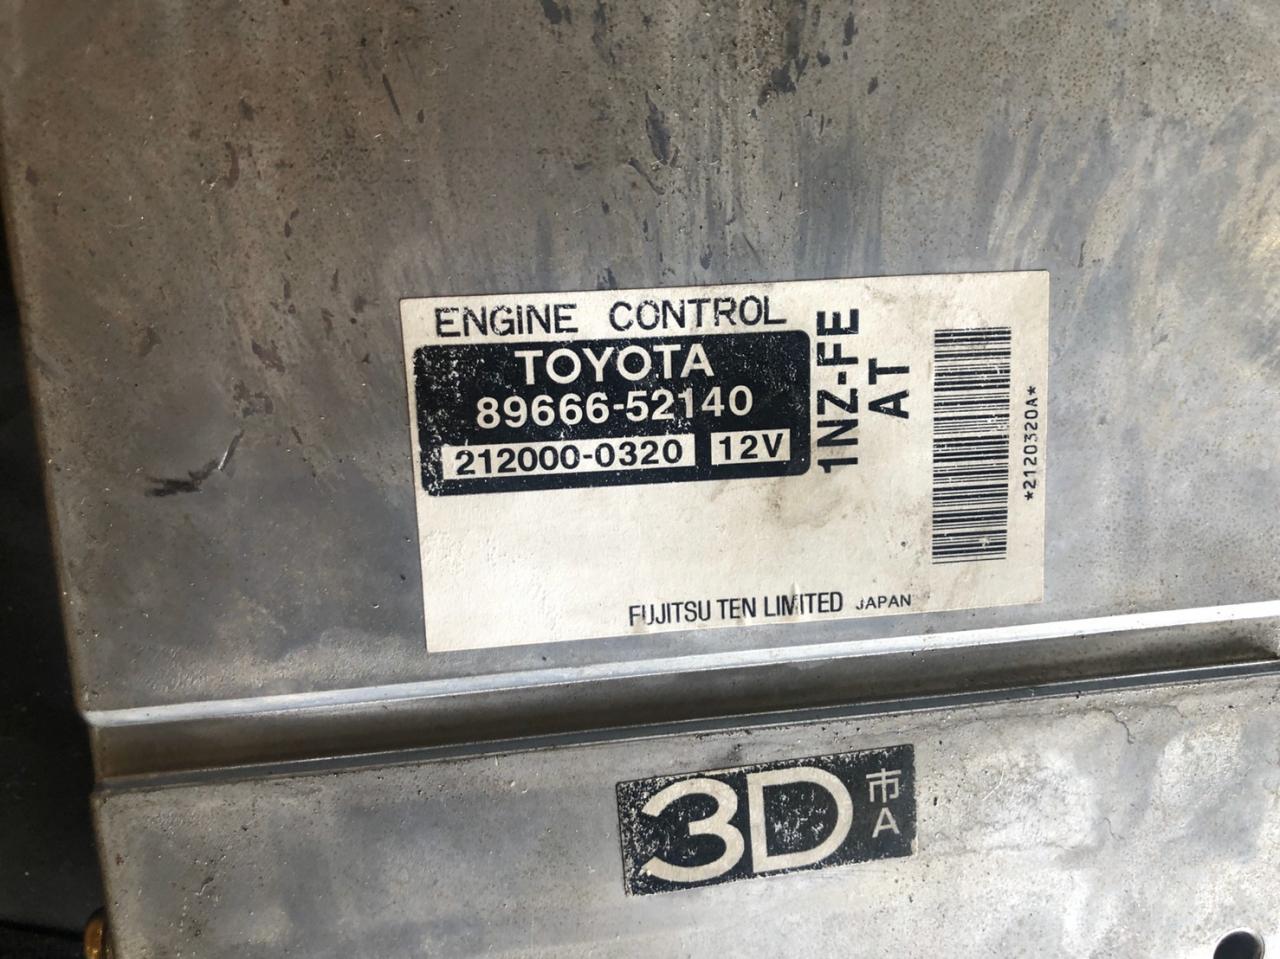 ENGINE CONTROL
TOYOTA
89666-52140
212000-0320 12V
1NZ-FE
AT
*2120320A*
FUJITSU TEN LIMITED JAPAN
3D
市
A